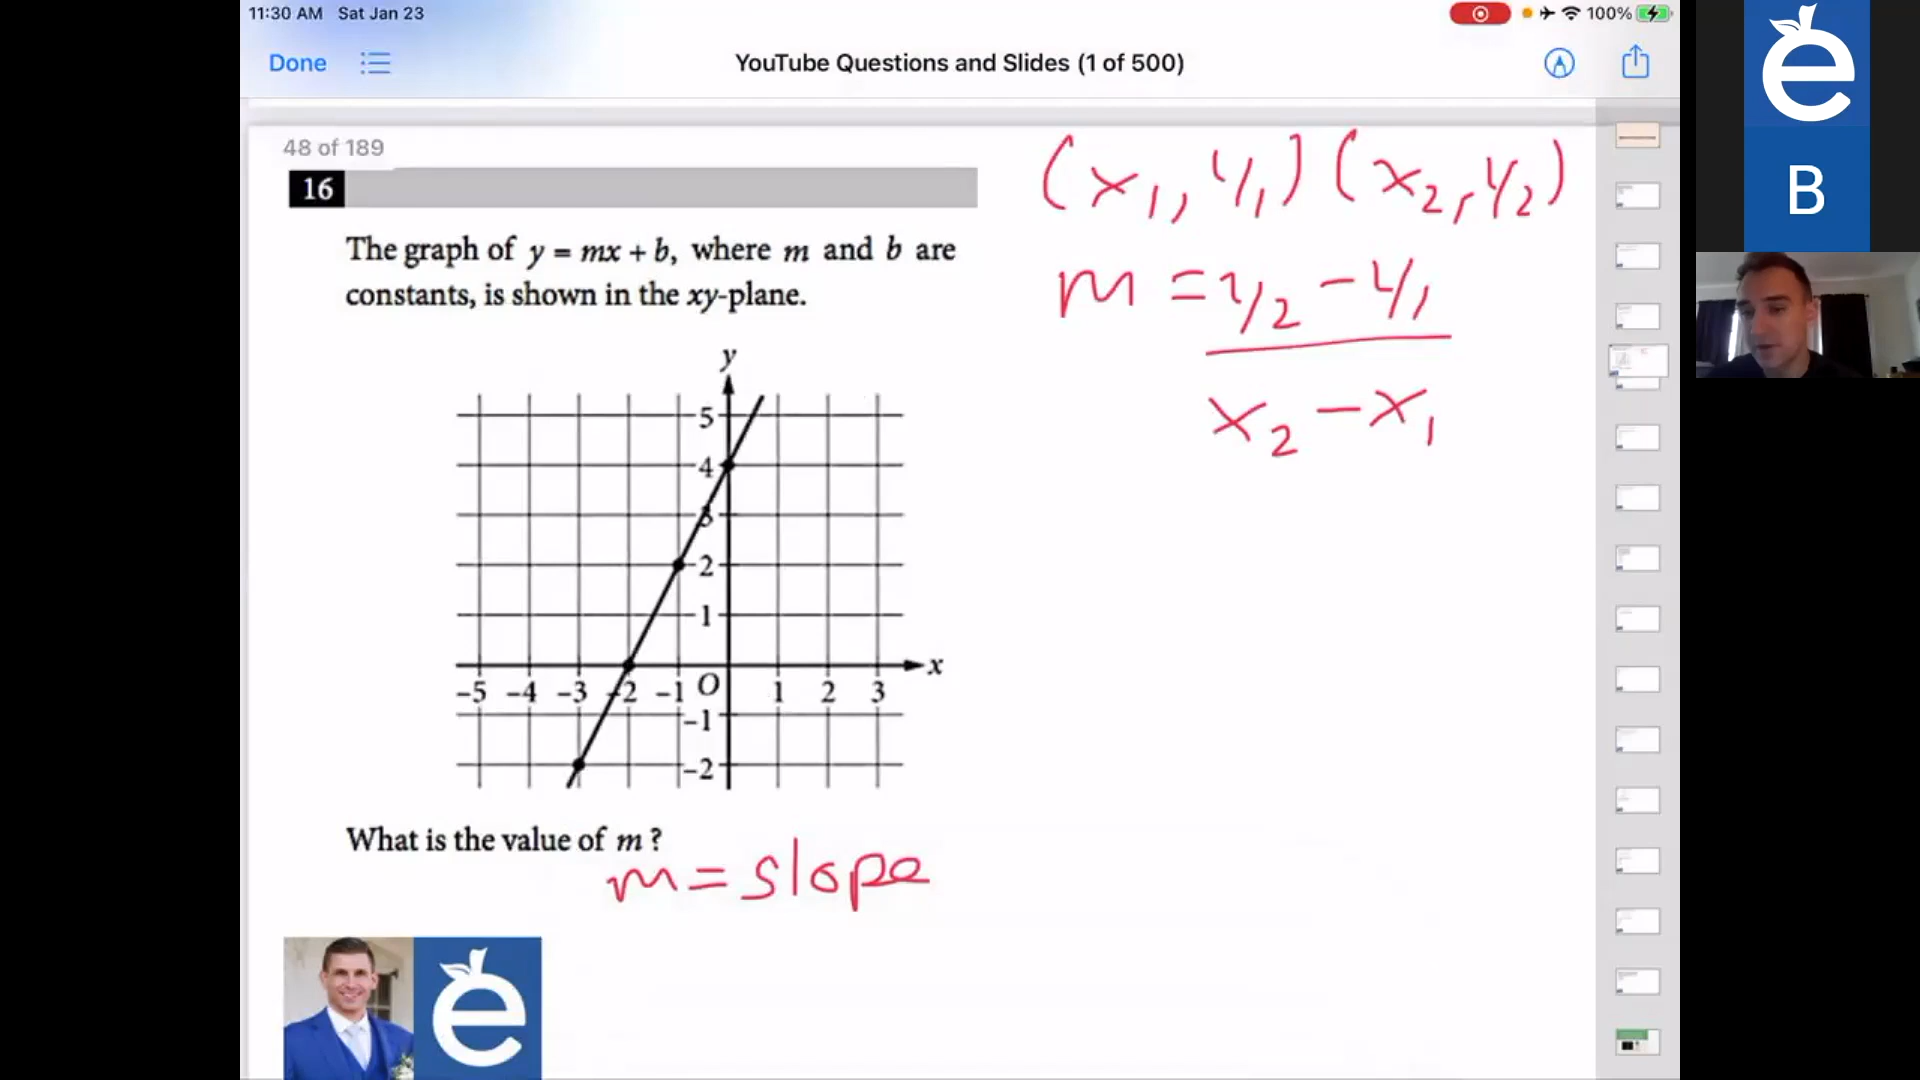 11:30 AM Sat Jan 23
100%
Done
YouTube Questions and Slides (1 of 500)
48 of 189
16
The graph of y = mx + b, where m and b are
constants, is shown in the xy-plane.
y
5
4
3
2
1
-5 -4 -3 -2 -1 O 1 2 3 x
-1
-2
What is the value of m?
m = slope
(x₁, y₁) (x₂, y₂)
m = y₂ - y₁
x₂ - x₁
e
e
B